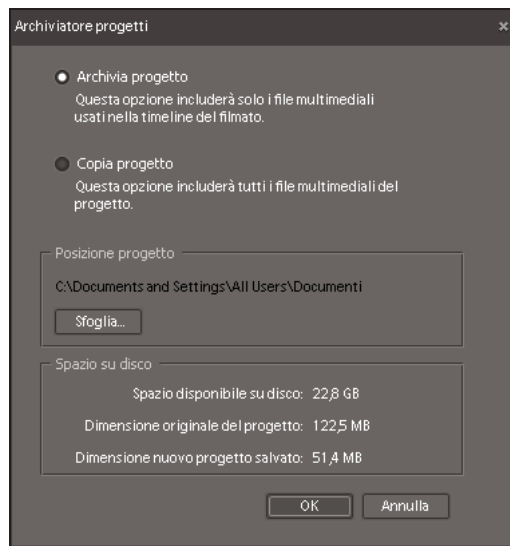 Archiviatore progetti
Archivia progetto
Questa opzione includerà solo i file multimediali
usati nella timeline del filmato.
Copia progetto
Questa opzione includerà tutti i file multimediali del
progetto.
Posizione progetto
C:\Documents and Settings\All Users\Documenti
Sfoglia...
Spazio su disco
Spazio disponibile su disco: 22,8 GB
Dimensione originale del progetto: 122,5 MB
Dimensione nuovo progetto salvato: 51,4 MB
OK Annulla